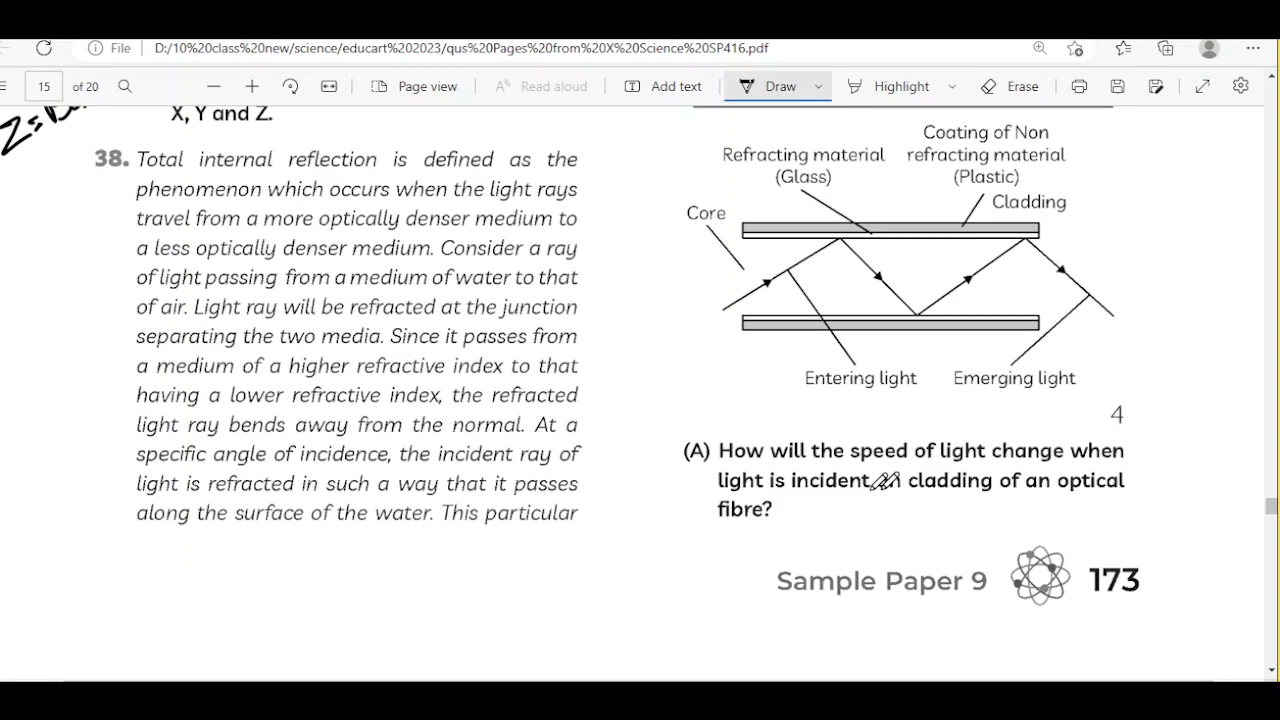 File
D:/10%20class%20new/science/educart%202023/qus%20Pages%20from%20X%20Science%20SP416.pdf
15 of 20
Page view
Read aloud
Add text
Draw
Highlight
Erase
X, Y and Z.
38. Total internal reflection is defined as the
phenomenon which occurs when the light rays
travel from a more optically denser medium to
a less optically denser medium. Consider a ray
of light passing from a medium of water to that
of air. Light ray will be refracted at the junction
separating the two media. Since it passes from
a medium of a higher refractive index to that
having a lower refractive index, the refracted
light ray bends away from the normal. At a
specific angle of incidence, the incident ray of
light is refracted in such a way that it passes
along the surface of the water. This particular
Refracting material
(Glass)
Coating of Non
refracting material
(Plastic)
Cladding
Core
Entering light
Emerging light
4
(A) How will the speed of light change when
light is incident cladding of an optical
fibre?
Sample Paper 9
173